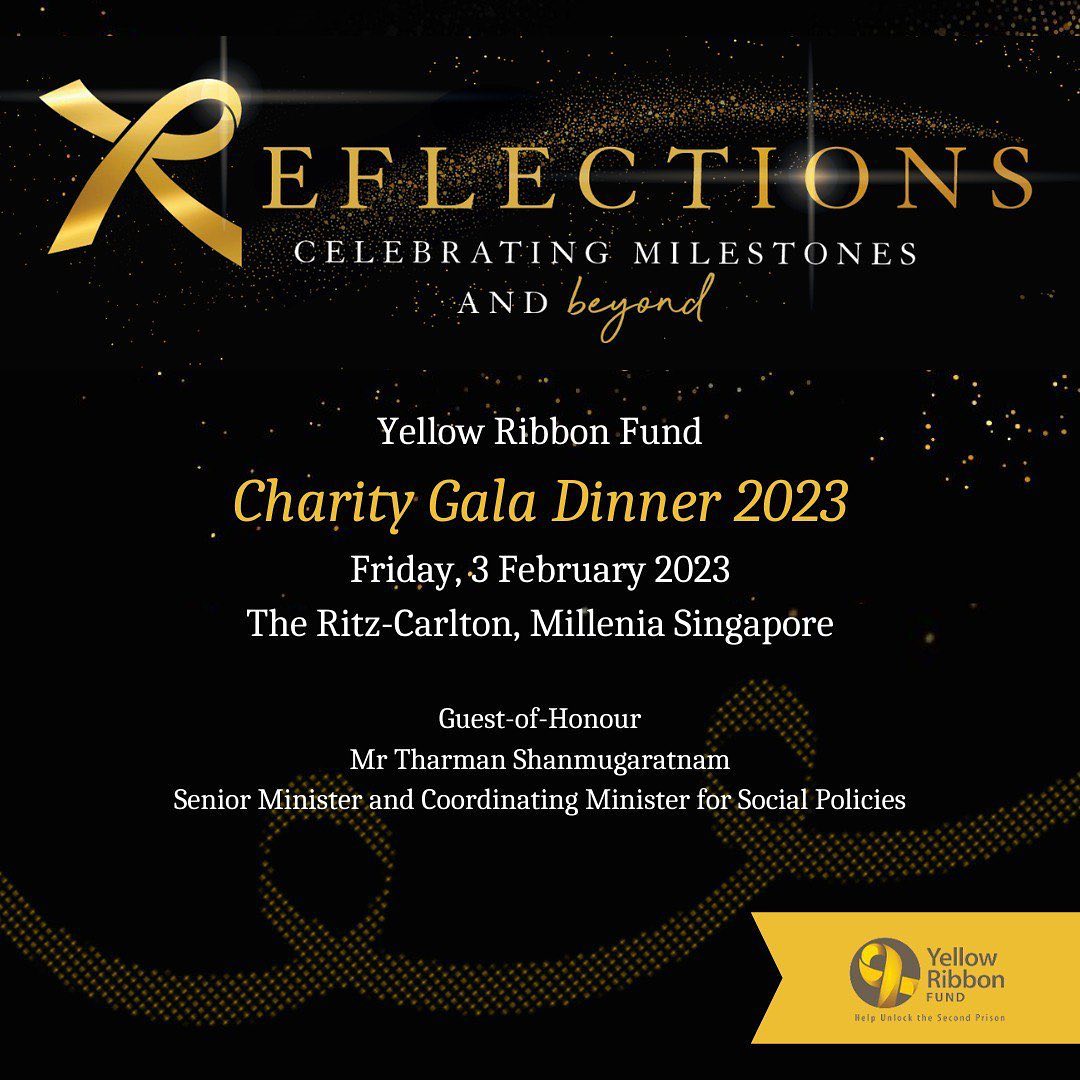 REFLECTIONS
CELEBRATING MILESTONES
AND beyond
Yellow Ribbon Fund
Charity Gala Dinner 2023
Friday, 3 February 2023
The Ritz-Carlton, Millenia Singapore
Guest-of-Honour
Mr Tharman Shanmugaratnam
Senior Minister and Coordinating Minister for Social Policies
Yellow
Ribbon
FUND
Help Unlock the Second Prison